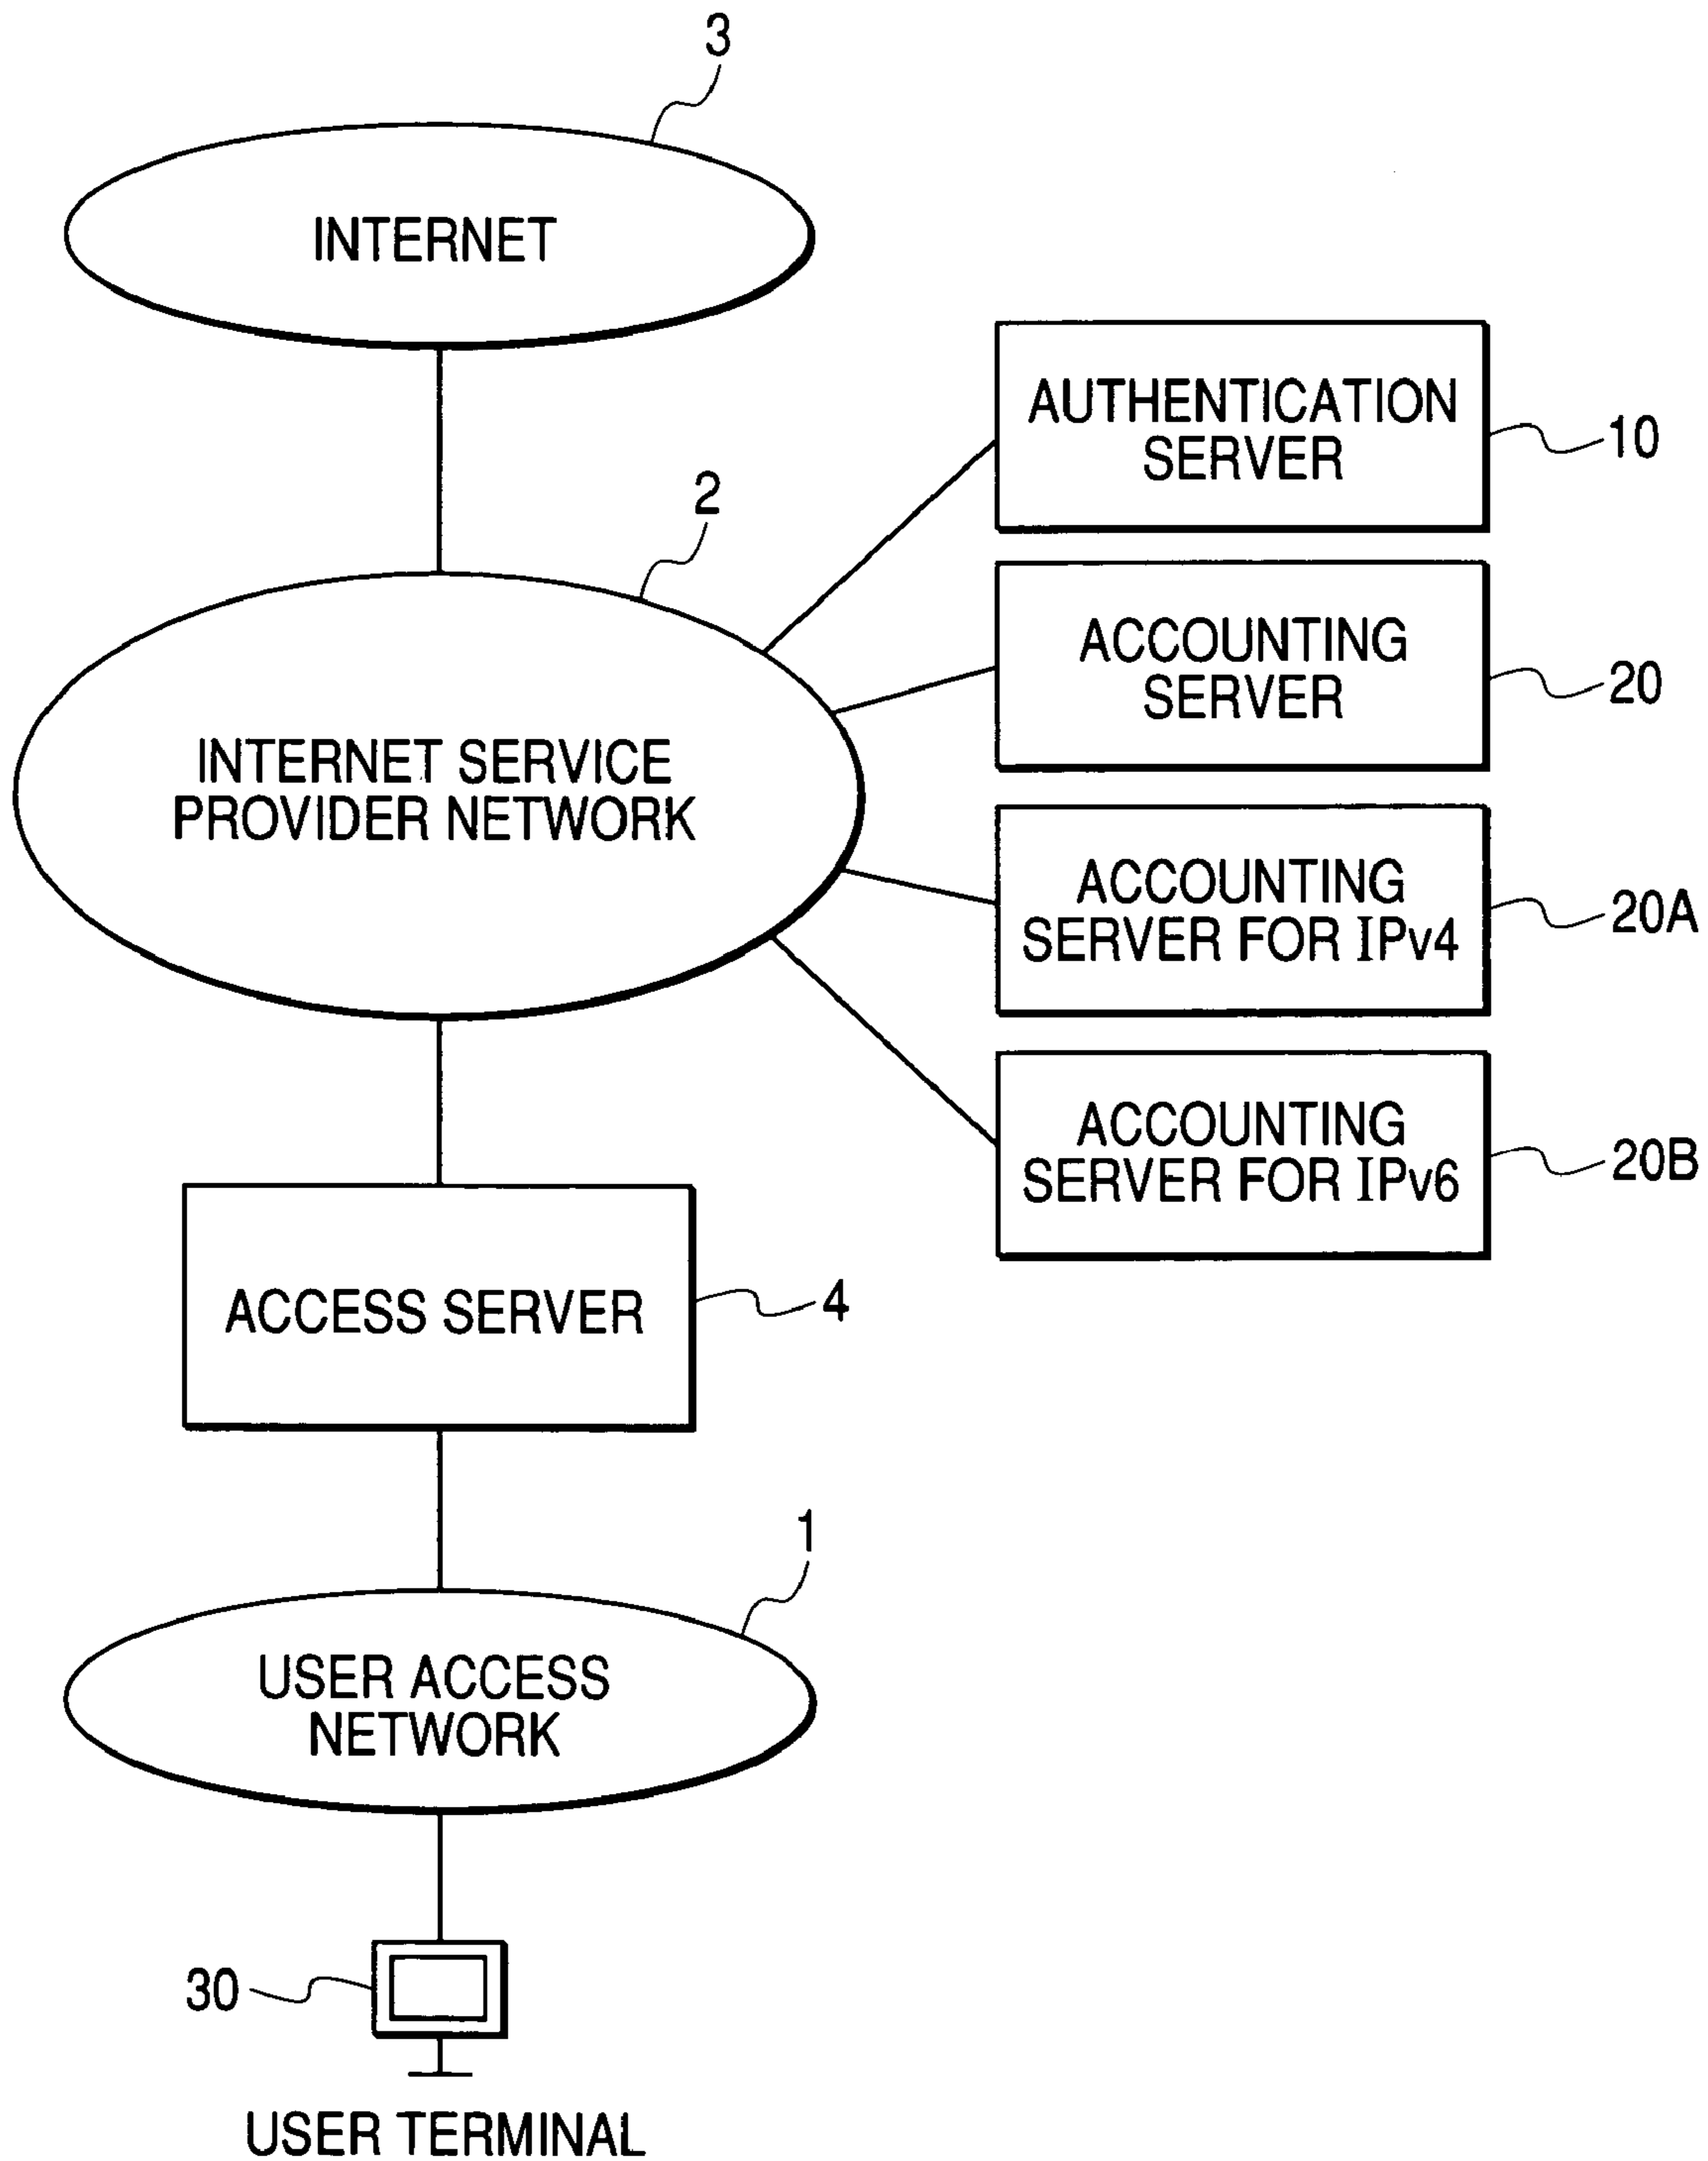 3
INTERNET
AUTHENTICATION
SERVER
10
2
ACCOUNTING
SERVER
20
INTERNET SERVICE
PROVIDER NETWORK
ACCOUNTING
SERVER FOR IPv4
20A
ACCOUNTING
SERVER FOR IPv6
20B
ACCESS SERVER
4
1
USER ACCESS
NETWORK
30
USER TERMINAL